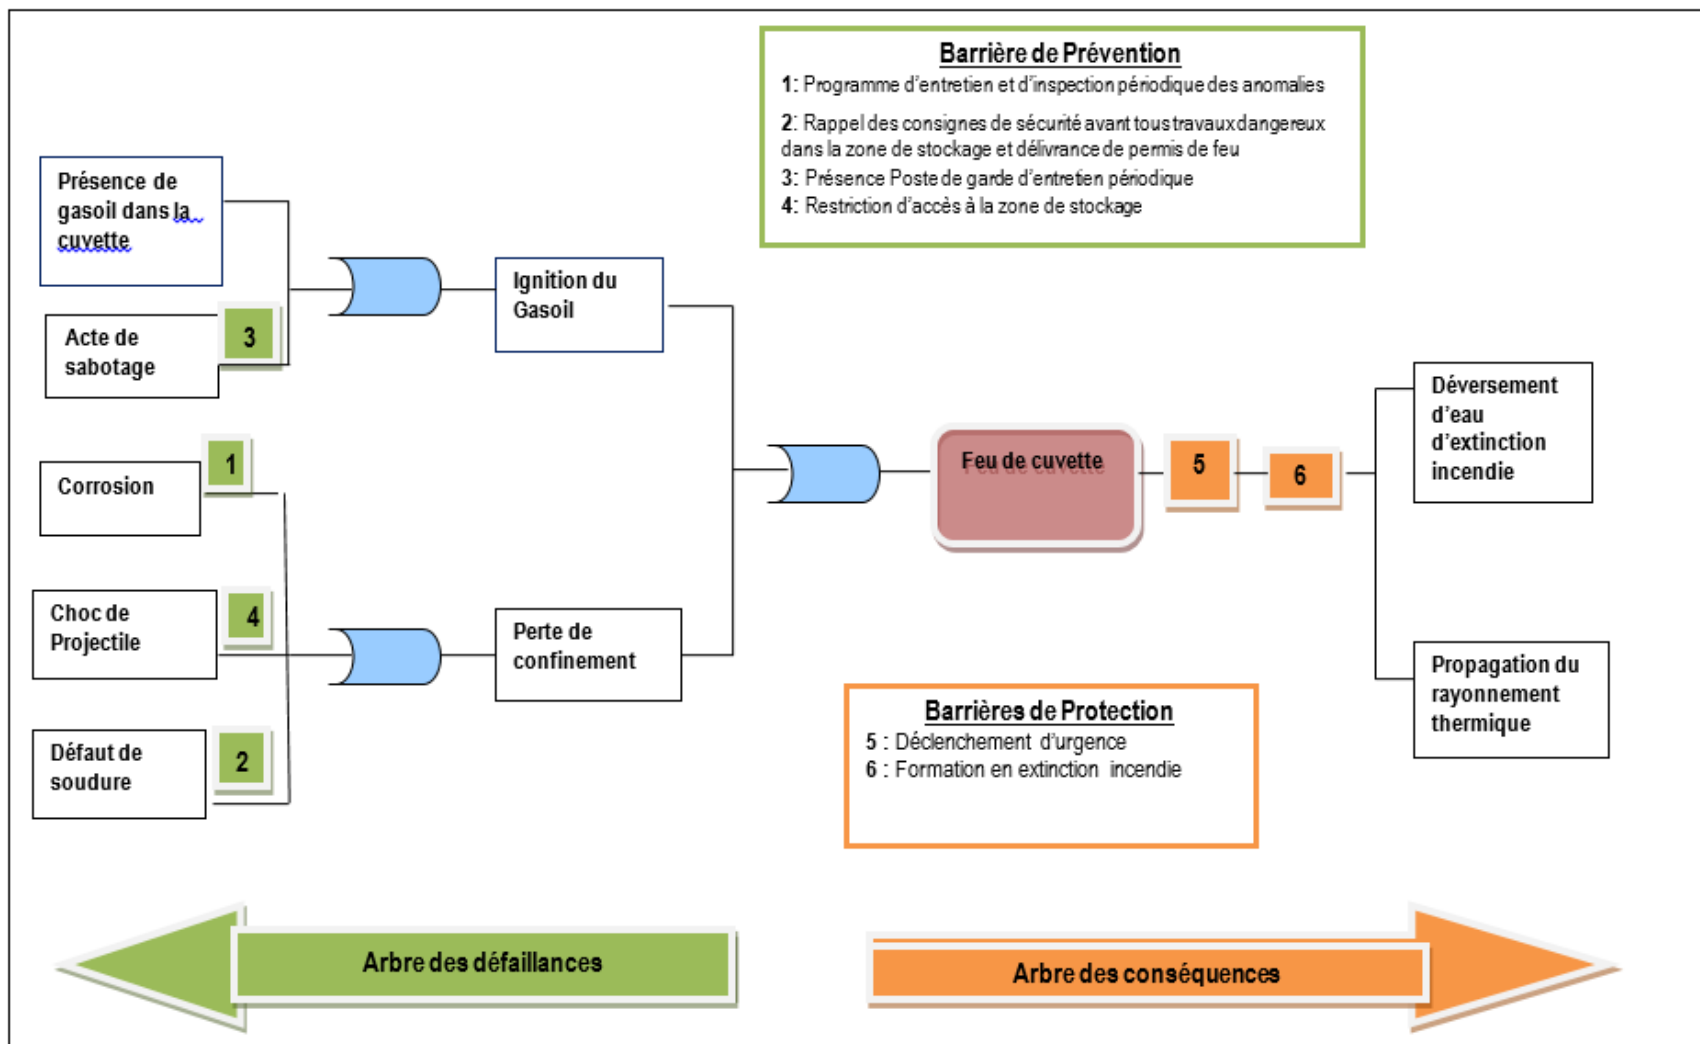 Barrière de Prévention
1: Programme d'entretien et d'inspection périodique des anomalies
2: Rappel des consignes de sécurité avant tous travaux dangereux
dans la zone de stockage et délivrance de permis de feu
3: Présence Poste de garde d'entretien périodique
4: Restriction d'accès à la zone de stockage
Présence de
gasoil dans la
cuvette
Acte de
sabotage
3
Ignition du
Gasoil
Corrosion
1
Choc de
Projectile
4
Défaut de
soudure
2
Perte de
confinement
Feu de cuvette
5
6
Déversement
d'eau
d'extinction
incendie
Propagation du
rayonnement
thermique
Barrières de Protection
5 : Déclenchement d'urgence
6 : Formation en extinction incendie
Arbre des défaillances
Arbre des conséquences